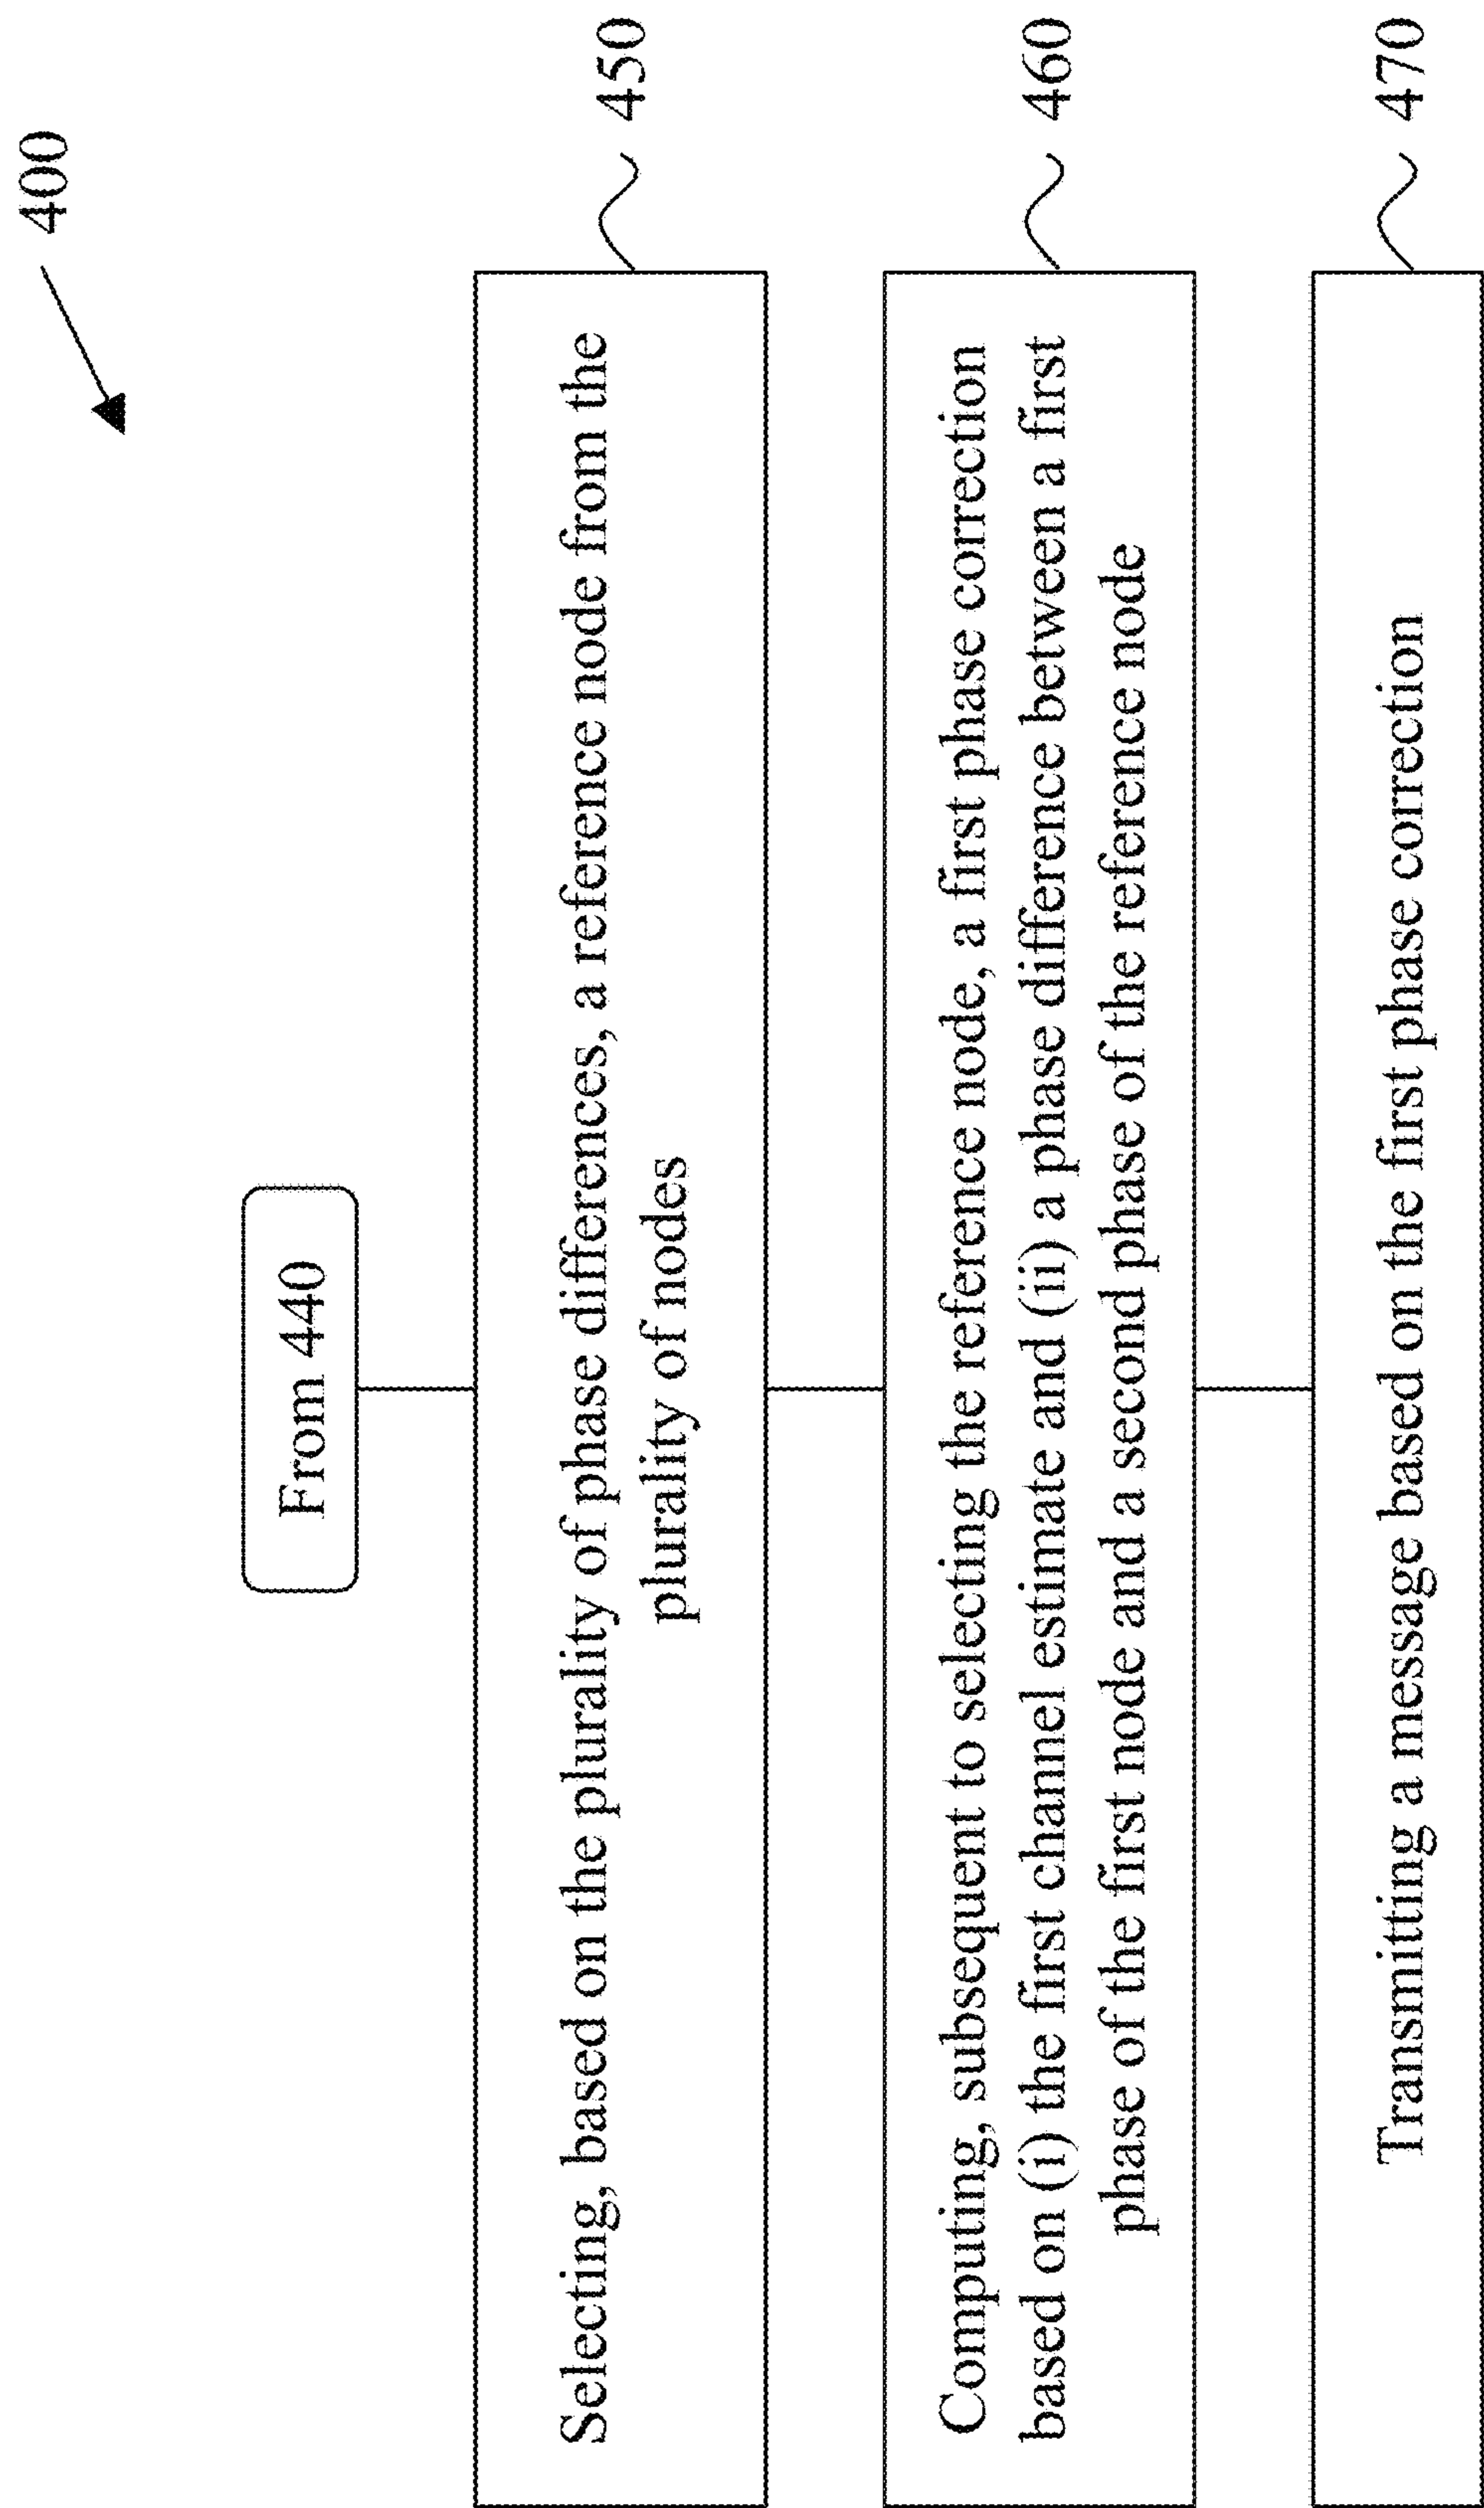 400
From 440
Selecting, based on the plurality of phase differences, a reference node from the
plurality of nodes
450
Computing, subsequent to selecting the reference node, a first phase correction
based on (i) the first channel estimate and (ii) a phase difference between a first
phase of the first node and a second phase of the reference node
460
Transmitting a message based on the first phase correction
470